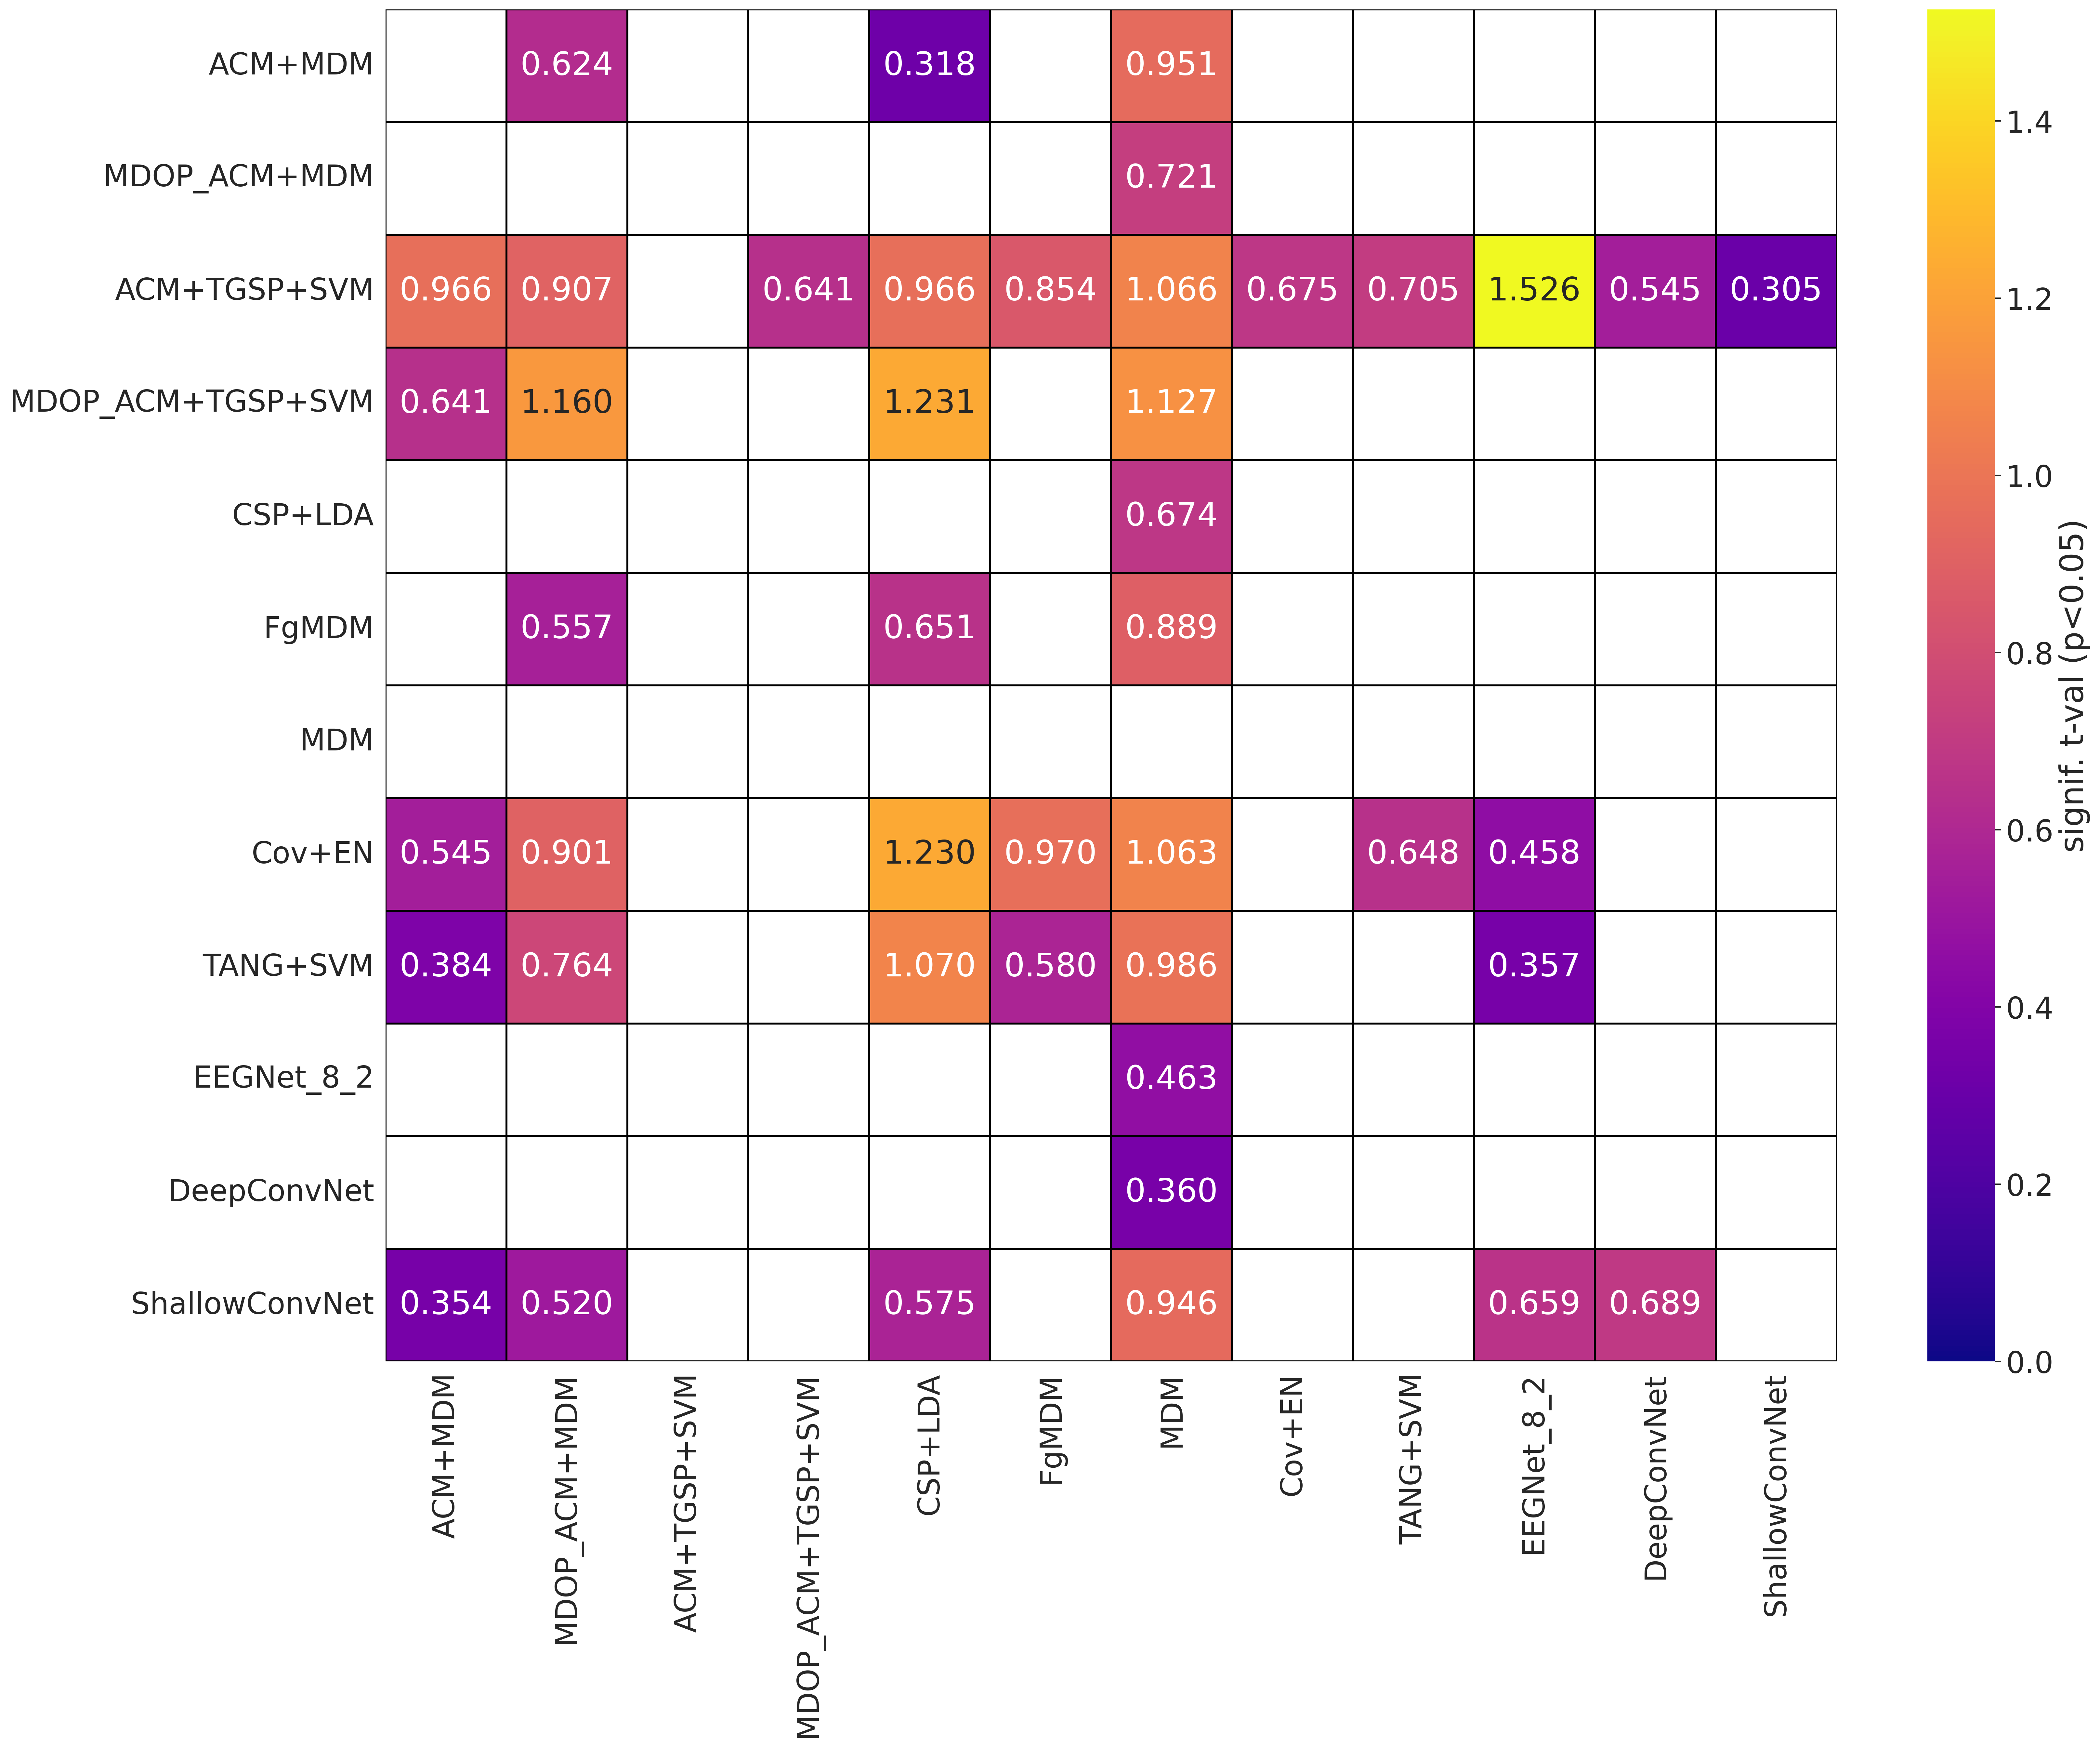 ACM+MDM 0.624 0.318 0.951
MDOP_ACM+MDM 0.721
ACM+TGSP+SVM 0.966 0.907 0.641 0.966 0.854 1.066 0.675 0.705 1.526 0.545 0.305
MDOP_ACM+TGSP+SVM 0.641 1.160 1.231 1.127
CSP+LDA 0.674
FgMDM 0.557 0.651 0.889
MDM
Cov+EN 0.545 0.901 1.230 0.970 1.063 0.648 0.458
TANG+SVM 0.384 0.764 1.070 0.580 0.986 0.357
EEGNet_8_2 0.463
DeepConvNet 0.360
ShallowConvNet 0.354 0.520 0.575 0.946 0.659 0.689
ACM+MDM
MDOP_ACM+MDM
ACM+TGSP+SVM
MDOP_ACM+TGSP+SVM
CSP+LDA
FgMDM
MDM
Cov+EN
TANG+SVM
EEGNet_8_2
DeepConvNet
ShallowConvNet
1.4
1.2
1.0
0.8
0.6
0.4
0.2
0.0
signif. t-val (p<0.05)